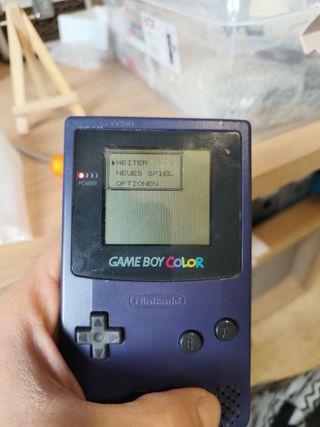 WEITER
NEUES SPIEL
OPTIONEN
POWER
GAME BOY COLOR
Nintendo
B
A